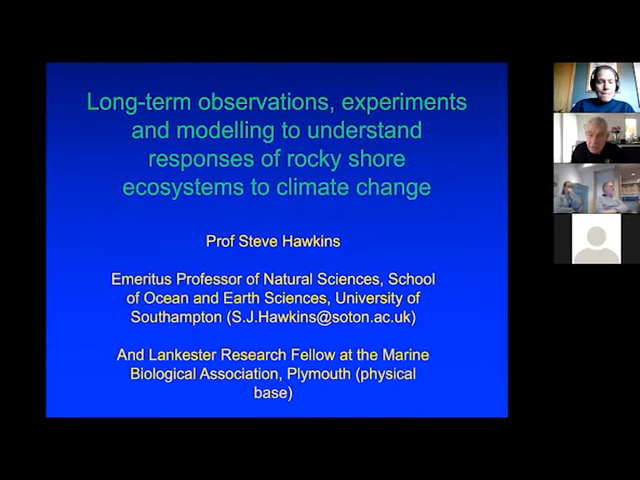 Long-term observations, experiments
and modelling to understand
responses of rocky shore
ecosystems to climate change
Prof Steve Hawkins
Emeritus Professor of Natural Sciences, School
of Ocean and Earth Sciences, University of
Southampton (S.J.Hawkins@soton.ac.uk)
And Lankester Research Fellow at the Marine
Biological Association, Plymouth (physical
base)